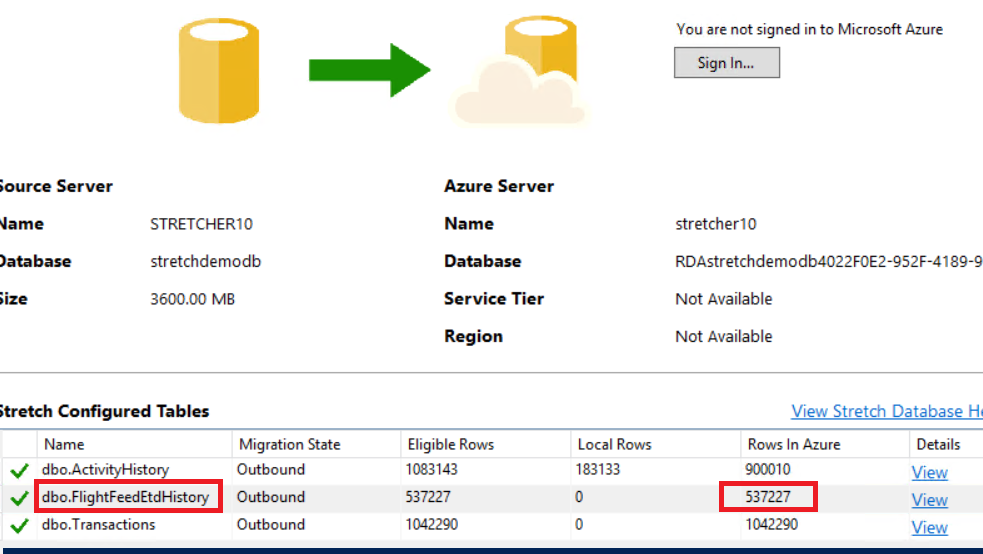 You are not signed in to Microsoft Azure
Sign In...
Source Server
Azure Server
Name STRETCHER10 Name stretcher10
Database stretchdemodb Database RDAstretchdemodb4022F0E2-952F-4189-9
Size 3600.00 MB Service Tier Not Available
Region Not Available
Stretch Configured Tables View Stretch Database He
Name Migration State Eligible Rows Local Rows Rows In Azure Details
dbo.ActivityHistory Outbound 1083143 183133 900010 View
dbo.FlightFeedEtdHistory Outbound 537227 0 537227 View
dbo.Transactions Outbound 1042290 0 1042290 View